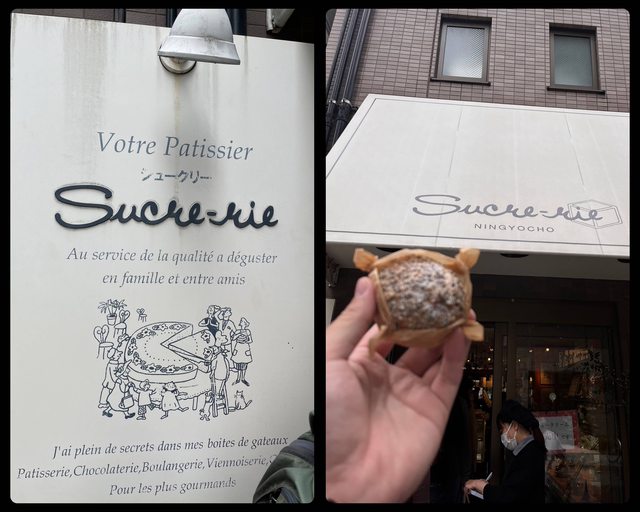 Votre Patissier
シュークリー
Sucre-rie
Au service de la qualité a déguster
en famille et entre amis
J'ai plein de secrets dans mes boites de gateaux
Patisserie,Chocolaterie,Boulangerie,Viennoiserie,
Pour les plus gourmands
Sucre-rie
NINGYOCHO